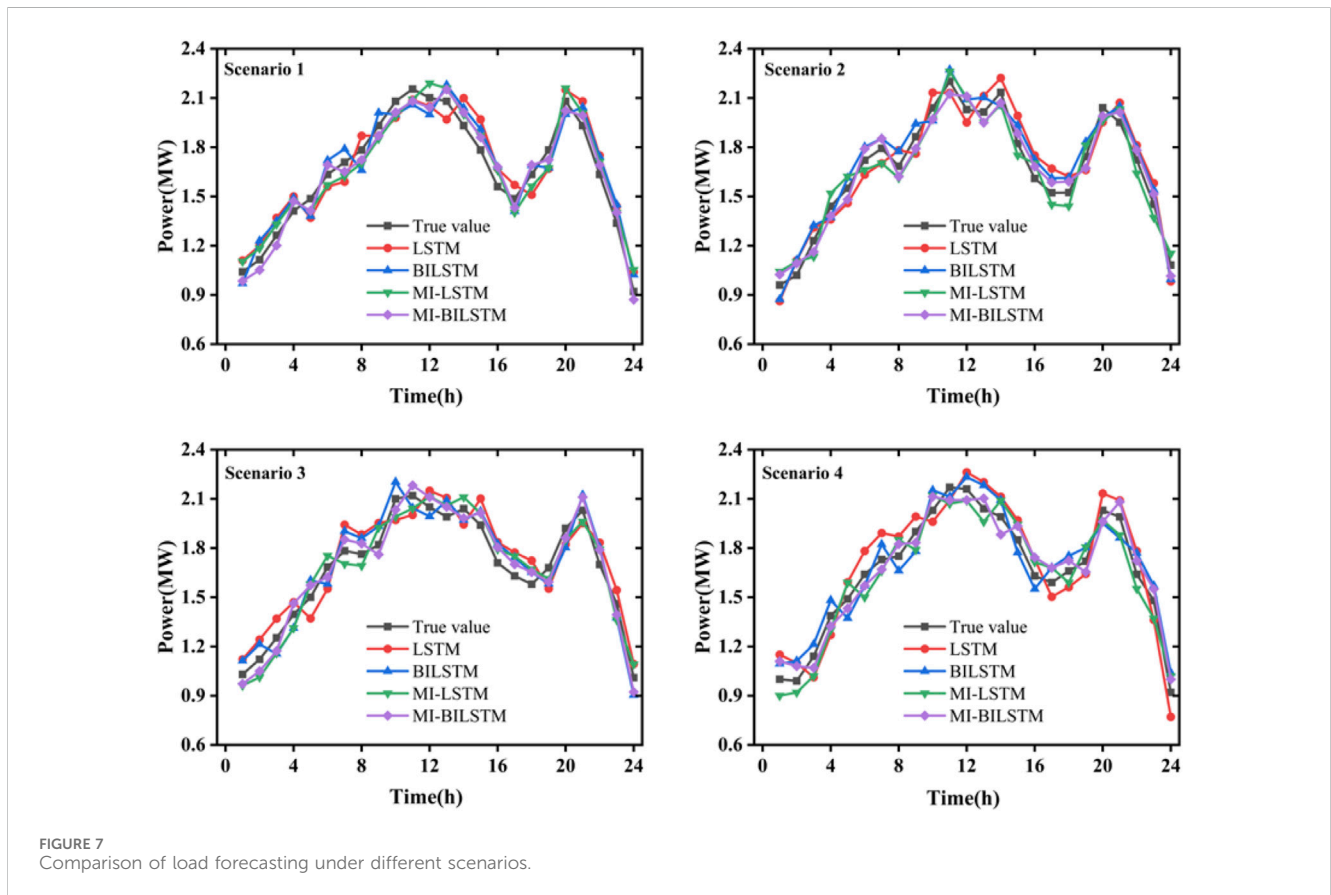 2.4
Scenario 1
2.1
1.8
Power(MW)
1.5
True value
1.2
LSTM
BILSTM
0.9
MI-LSTM
MI-BILSTM
0.6
0 4 8 12 16 20 24
Time(h)
2.4
Scenario 2
2.1
1.8
Power(MW)
1.5
True value
1.2
LSTM
BILSTM
0.9
MI-LSTM
MI-BILSTM
0.6
0 4 8 12 16 20 24
Time(h)
2.4
Scenario 3
2.1
1.8
Power(MW)
1.5
True value
1.2
LSTM
BILSTM
0.9
MI-LSTM
MI-BILSTM
0.6
0 4 8 12 16 20 24
Time(h)
2.4
Scenario 4
2.1
1.8
Power(MW)
1.5
True value
1.2
LSTM
BILSTM
0.9
MI-LSTM
MI-BILSTM
0.6
0 4 8 12 16 20 24
Time(h)
FIGURE 7
Comparison of load forecasting under different scenarios.